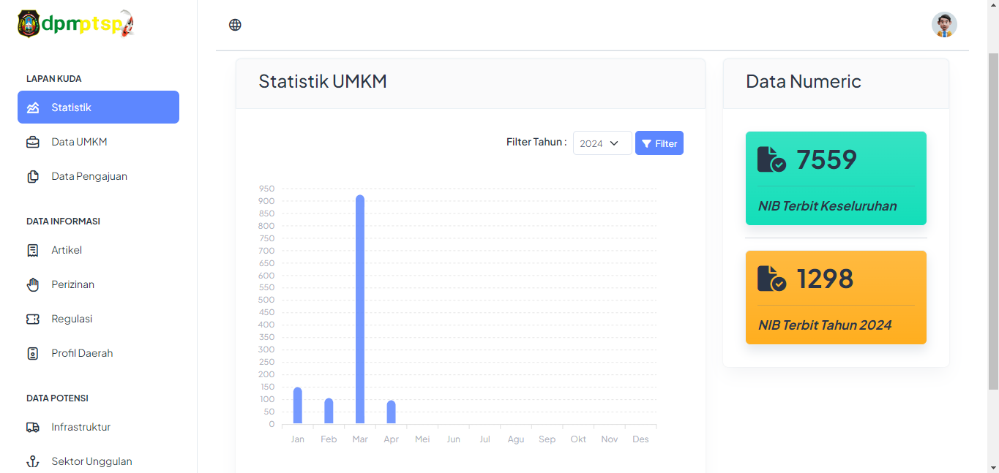 dpmptsp
LAPAN KUDA
Statistik
Data UMKM
Data Pengajuan
DATA INFORMASI
Artikel
Perizinan
Regulasi
Profil Daerah
DATA POTENSI
Infrastruktur
Sektor Unggulan
Statistik UMKM
Filter Tahun :
2024
Filter
950
900
850
800
750
700
650
600
550
500
450
400
350
300
250
200
150
100
50
0
Jan Feb Mar Apr Mei Jun Jul Agu Sep Okt Nov Des
Data Numeric
7559
NIB Terbit Keseluruhan
1298
NIB Terbit Tahun 2024